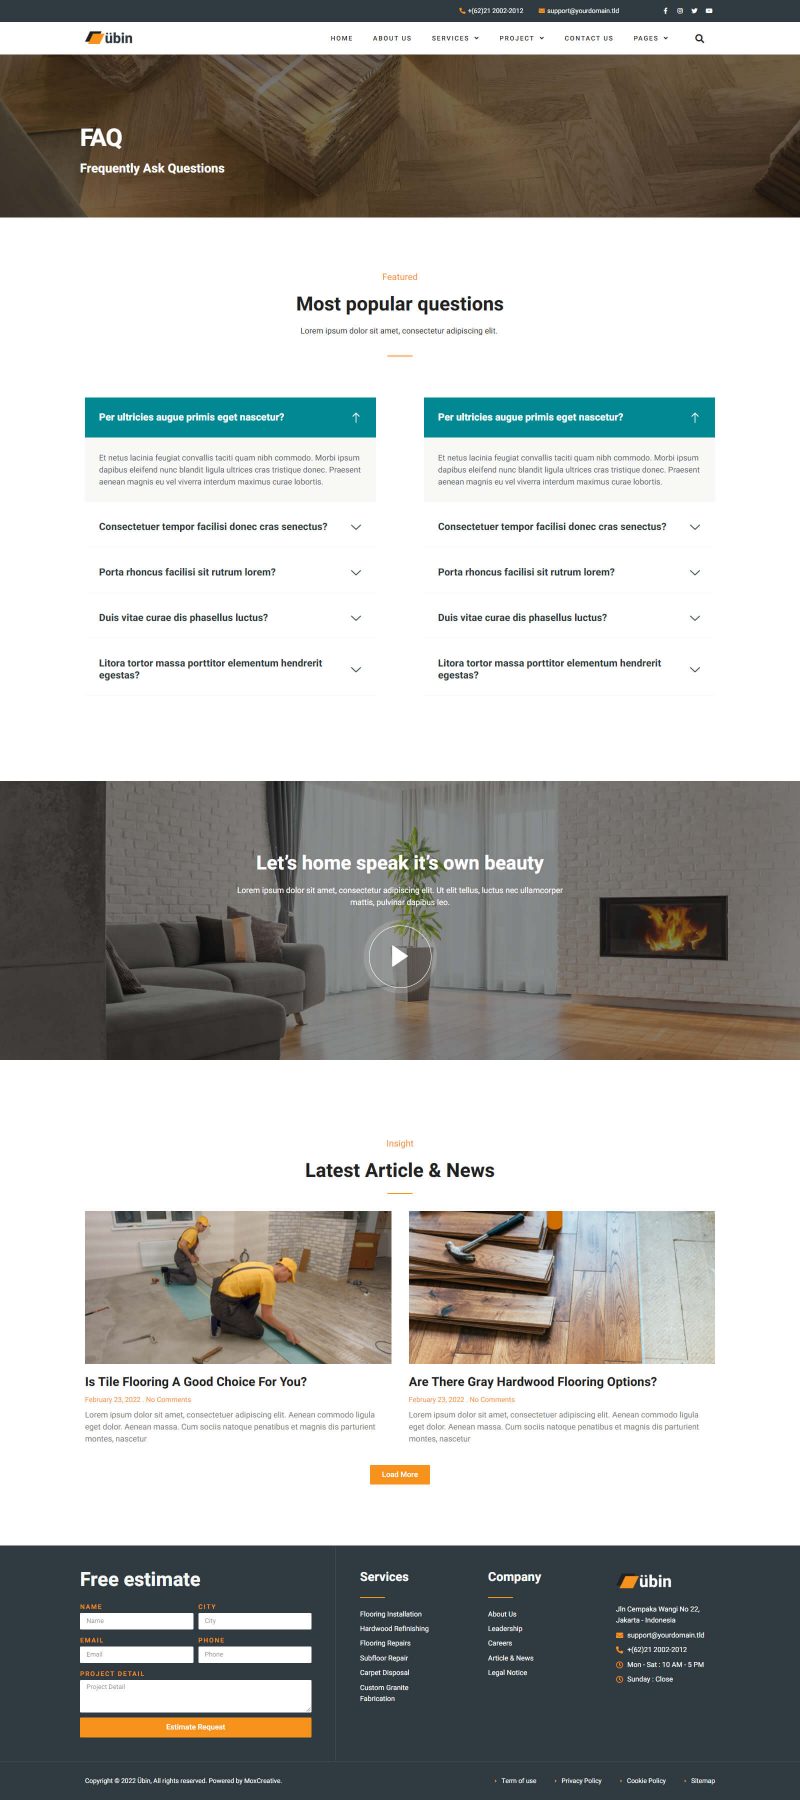 +(62)21 2002-2012 support@yourdomain.tld
übin
HOME ABOUT US SERVICES PROJECT CONTACT US PAGES
FAQ
Frequently Ask Questions
Featured
Most popular questions
Lorem ipsum dolor sit amet, consectetur adipiscing elit.
Per ultricies augue primis eget nascetur?
Et netus lacinia feugiat convallis taciti quam nibh commodo. Morbi ipsum
dapibus eleifend nunc blandit ligula ultrices cras tristique donec. Praesent
aenean magnis eu vel viverra interdum maximus curae lobortis.
Consectetuer tempor facilisi donec cras senectus?
Porta rhoncus facilisi sit rutrum lorem?
Duis vitae curae dis phasellus luctus?
Litora tortor massa porttitor elementum hendrerit
egestas?
Per ultricies augue primis eget nascetur?
Et netus lacinia feugiat convallis taciti quam nibh commodo. Morbi ipsum
dapibus eleifend nunc blandit ligula ultrices cras tristique donec. Praesent
aenean magnis eu vel viverra interdum maximus curae lobortis.
Consectetuer tempor facilisi donec cras senectus?
Porta rhoncus facilisi sit rutrum lorem?
Duis vitae curae dis phasellus luctus?
Litora tortor massa porttitor elementum hendrerit
egestas?
Let's home speak it's own beauty
Lorem ipsum dolor sit amet, consectetur adipiscing elit. Ut elit tellus, luctus nec ullamcorper
mattis, pulvinar dapibus leo.
Insight
Latest Article & News
Is Tile Flooring A Good Choice For You?
February 23, 2022 . No Comments
Lorem ipsum dolor sit amet, consectetuer adipiscing elit. Aenean commodo ligula
eget dolor. Aenean massa. Cum sociis natoque penatibus et magnis dis parturient
montes, nascetur
Are There Gray Hardwood Flooring Options?
February 23, 2022 . No Comments
Lorem ipsum dolor sit amet, consectetuer adipiscing elit. Aenean commodo ligula
eget dolor. Aenean massa. Cum sociis natoque penatibus et magnis dis parturient
montes, nascetur
Load More
Free estimate
NAME CITY
Name City
EMAIL PHONE
Email Phone
PROJECT DETAIL
Project Detail
Estimate Request
Services
Flooring Installation
Hardwood Refinishing
Flooring Repairs
Subfloor Repair
Carpet Disposal
Custom Granite
Fabrication
Company
About Us
Leadership
Careers
Article & News
Legal Notice
übin
Jln Cempaka Wangi No 22,
Jakarta - Indonesia
support@yourdomain.tld
+(62)21 2002-2012
Mon - Sat : 10 AM - 5 PM
Sunday : Close
Copyright © 2022 Übin, All rights reserved. Powered by MoxCreative.
Term of use Privacy Policy Cookie Policy Sitemap